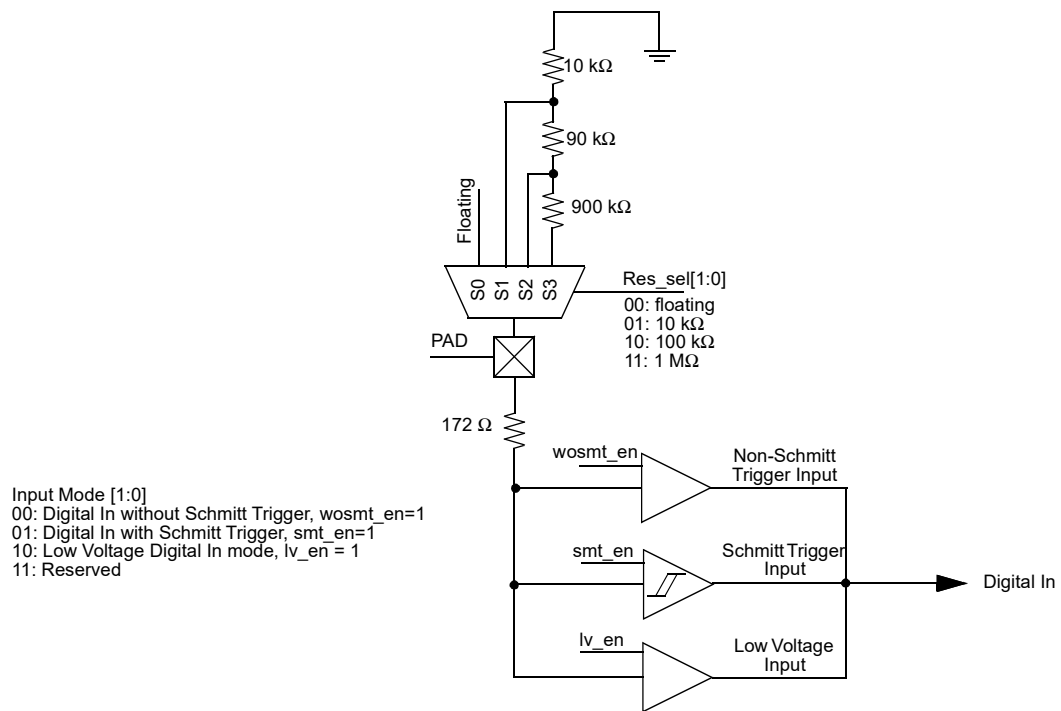 10 kΩ
90 kΩ
900 kΩ
Floating
S0
S1
S2
S3
Res_sel[1:0]
00: floating
01: 10 kΩ
10: 100 kΩ
11: 1 MΩ
PAD
172 Ω
wosmt_en
Non-Schmitt
Trigger Input
Input Mode [1:0]
00: Digital In without Schmitt Trigger, wosmt_en=1
01: Digital In with Schmitt Trigger, smt_en=1
10: Low Voltage Digital In mode, lv_en = 1
11: Reserved
smt_en
Schmitt Trigger
Input
Digital In
lv_en
Low Voltage
Input